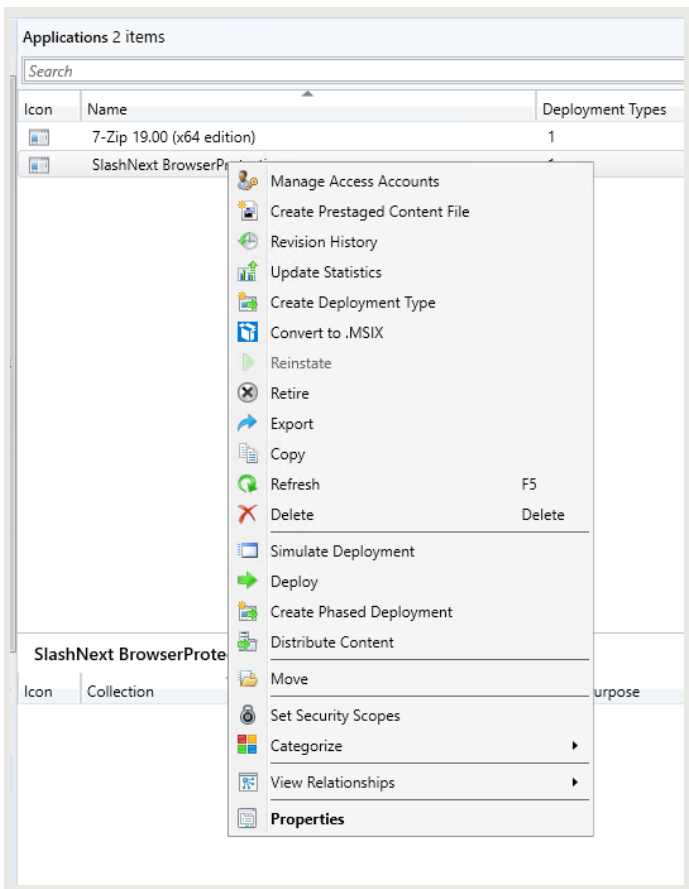 Applications 2 items
Search
Icon Name Deployment Types
7-Zip 19.00 (x64 edition) 1
SlashNext BrowserPr
Manage Access Accounts
Create Prestaged Content File
Revision History
Update Statistics
Create Deployment Type
Convert to .MSIX
Reinstate
Retire
Export
Copy
Refresh F5
Delete Delete
Simulate Deployment
Deploy
Create Phased Deployment
Distribute Content
SlashNext BrowserProte
Move
Icon Collection urpose
Set Security Scopes
Categorize
View Relationships
Properties